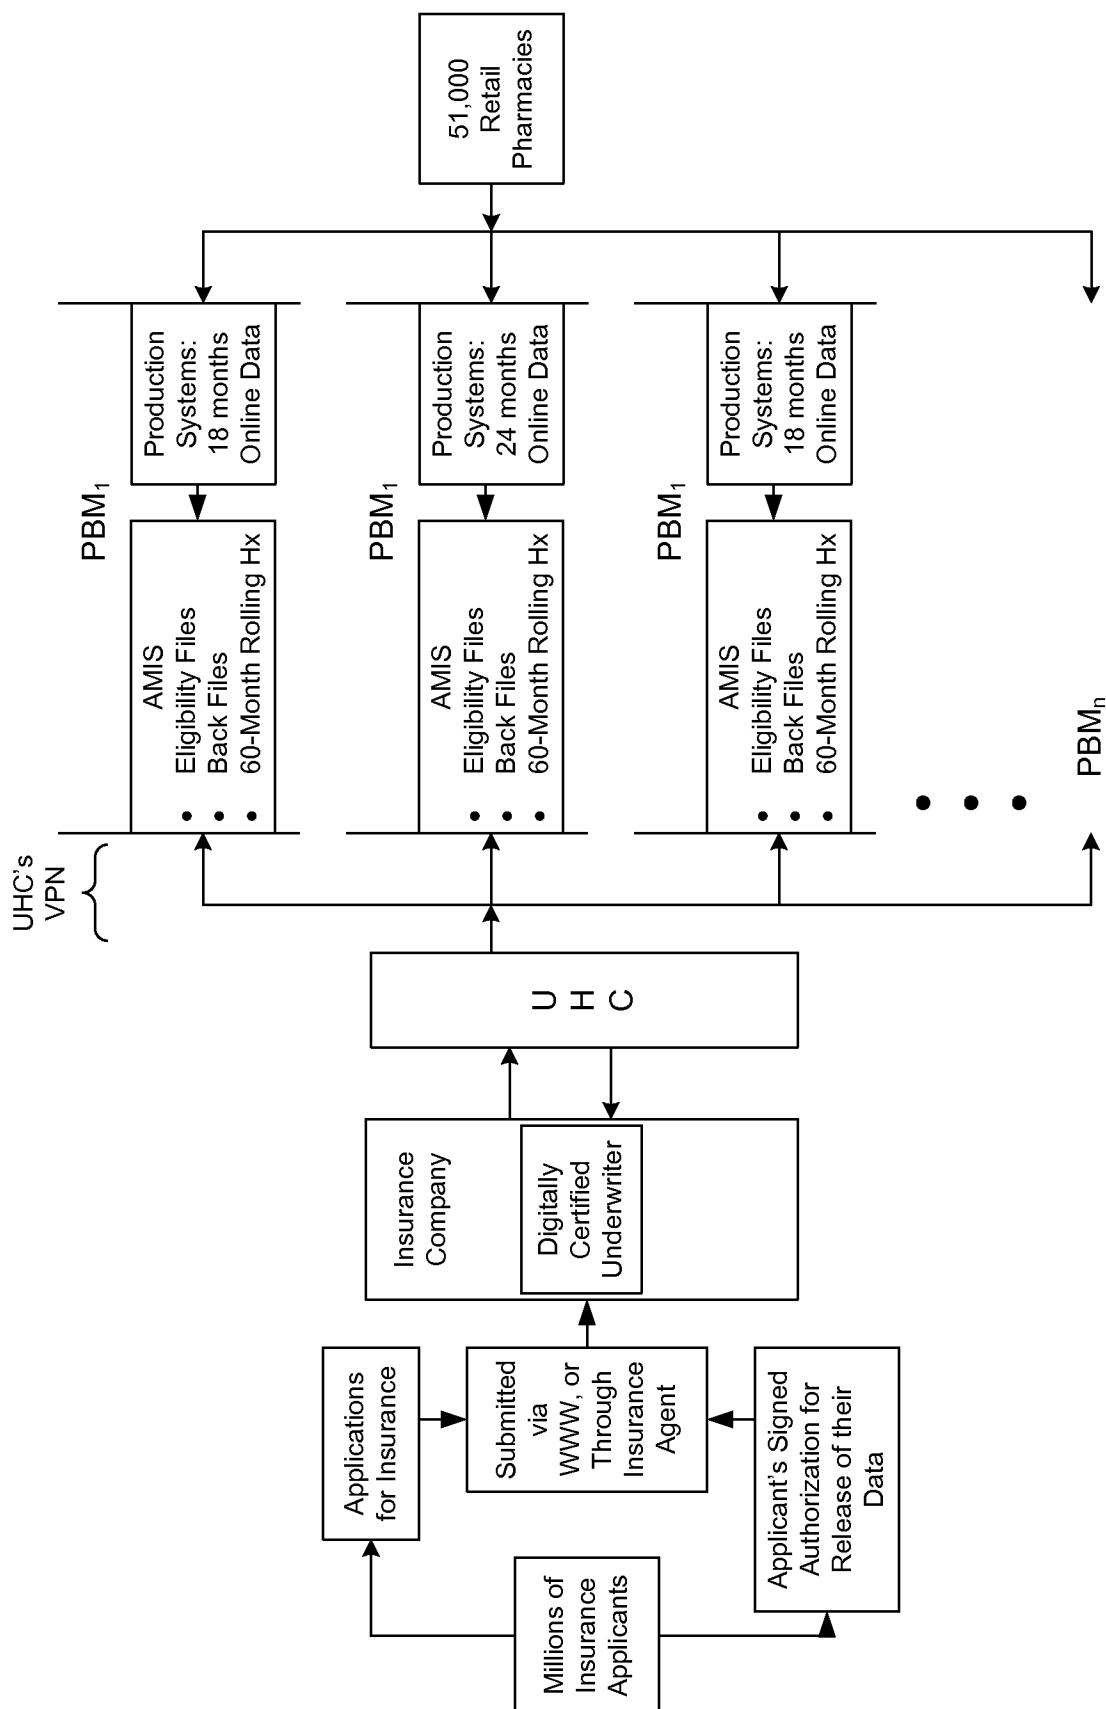 Millions of
Insurance
Applicants
Applications
for Insurance
Submitted
via
WWW, or
Through
Insurance
Agent
Applicant's Signed
Authorization for
Release of their
Data
Insurance
Company
Digitally
Certified
Underwriter
U
H
C
UHC's
VPN
PBM1
AMIS
• Eligibility Files
• Back Files
• 60-Month Rolling Hx
Production
Systems:
18 months
Online Data
PBM1
AMIS
• Eligibility Files
• Back Files
• 60-Month Rolling Hx
Production
Systems:
24 months
Online Data
PBM1
AMIS
• Eligibility Files
• Back Files
• 60-Month Rolling Hx
Production
Systems:
18 months
Online Data
• • •
PBMn
51,000
Retail
Pharmacies